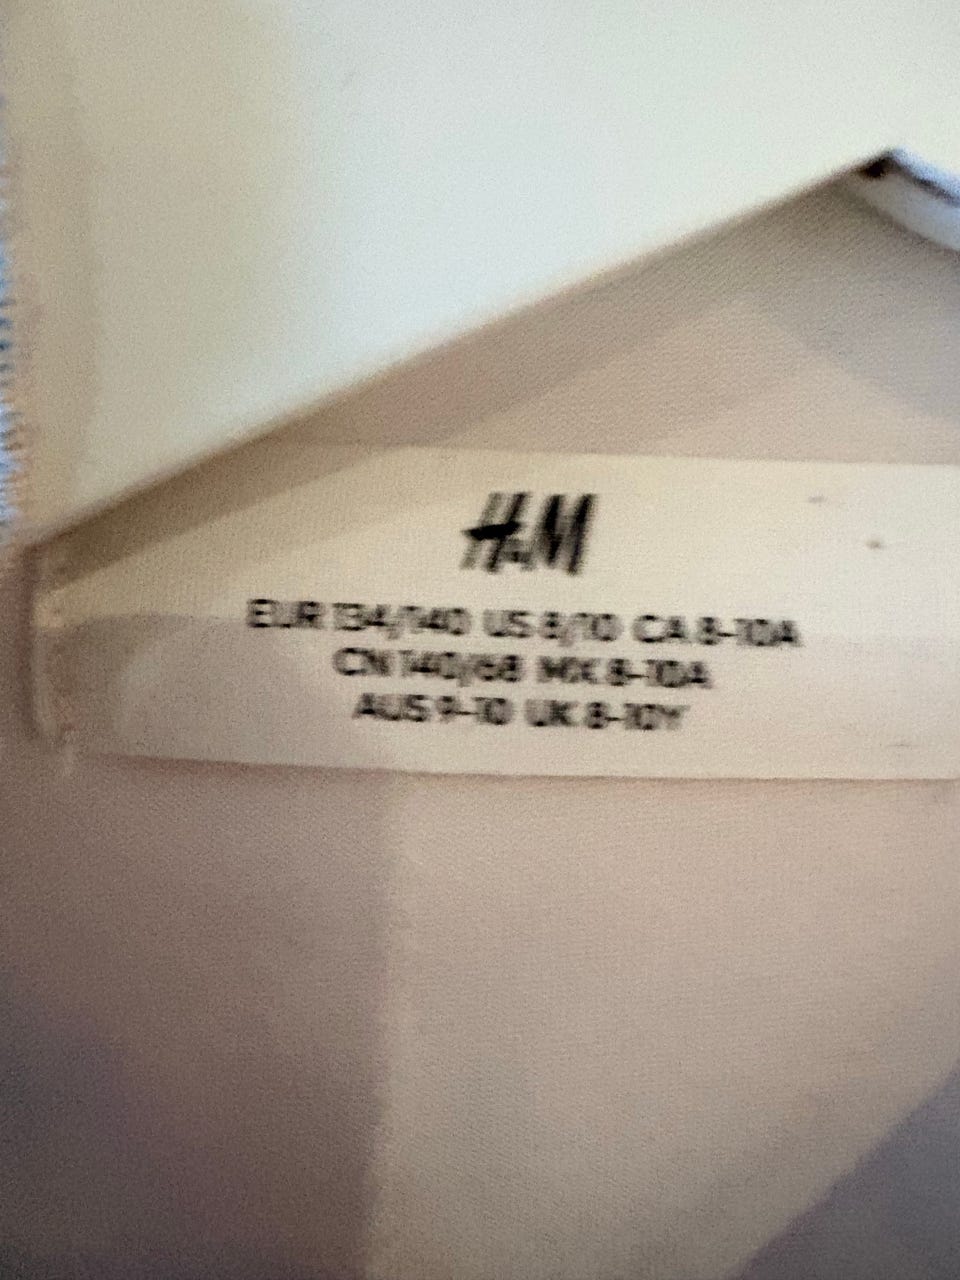 H&M
EUR 134/140 US 8/10 CA 8-10A
CN 140/68 MX 8-10A
AUS 9-10 UK 8-10Y